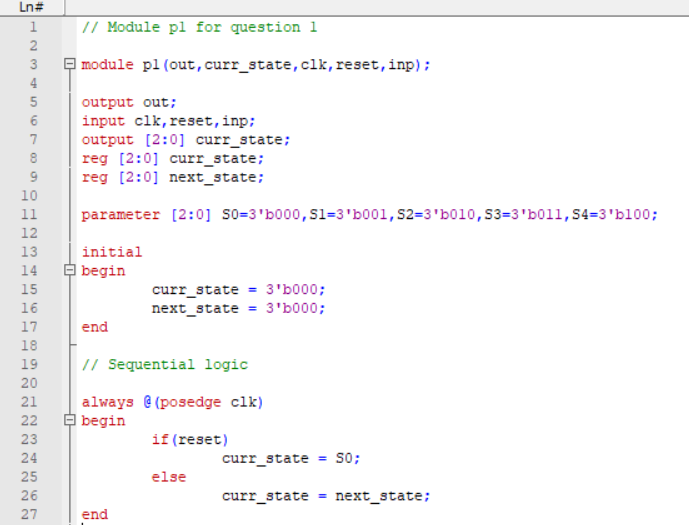 Ln#
1 // Module p1 for question 1
2
3 module p1(out,curr_state,clk,reset,inp);
4
5 output out;
6 input clk,reset,inp;
7 output [2:0] curr_state;
8 reg [2:0] curr_state;
9 reg [2:0] next_state;
10
11 parameter [2:0] S0=3'b000,S1=3'b001,S2=3'b010,S3=3'b011,S4=3'b100;
12
13 initial
14 begin
15 curr_state = 3'b000;
16 next_state = 3'b000;
17 end
18
19 // Sequential logic
20
21 always @(posedge clk)
22 begin
23 if(reset)
24 curr_state = S0;
25 else
26 curr_state = next_state;
27 end